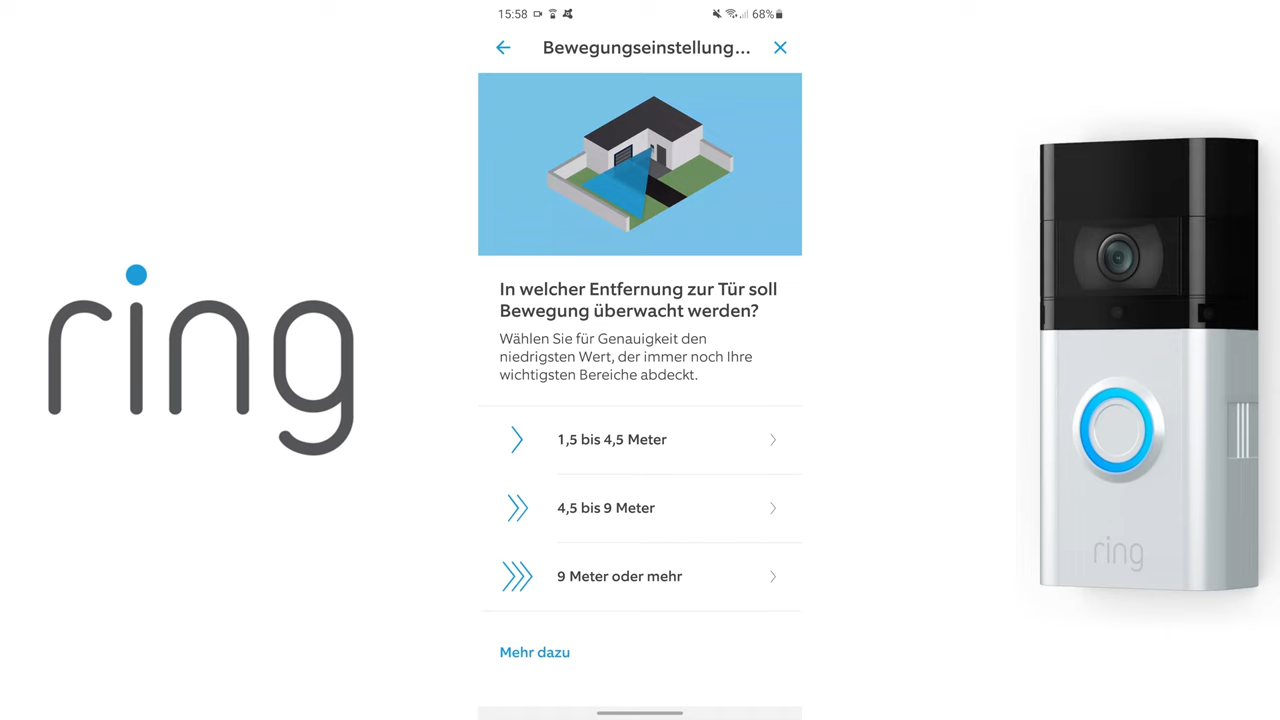 15:58
68%
Bewegungseinstellung...
ring
In welcher Entfernung zur Tür soll
Bewegung überwacht werden?
Wählen Sie für Genauigkeit den
niedrigsten Wert, der immer noch Ihre
wichtigsten Bereiche abdeckt.
1,5 bis 4,5 Meter
4,5 bis 9 Meter
9 Meter oder mehr
Mehr dazu
ring